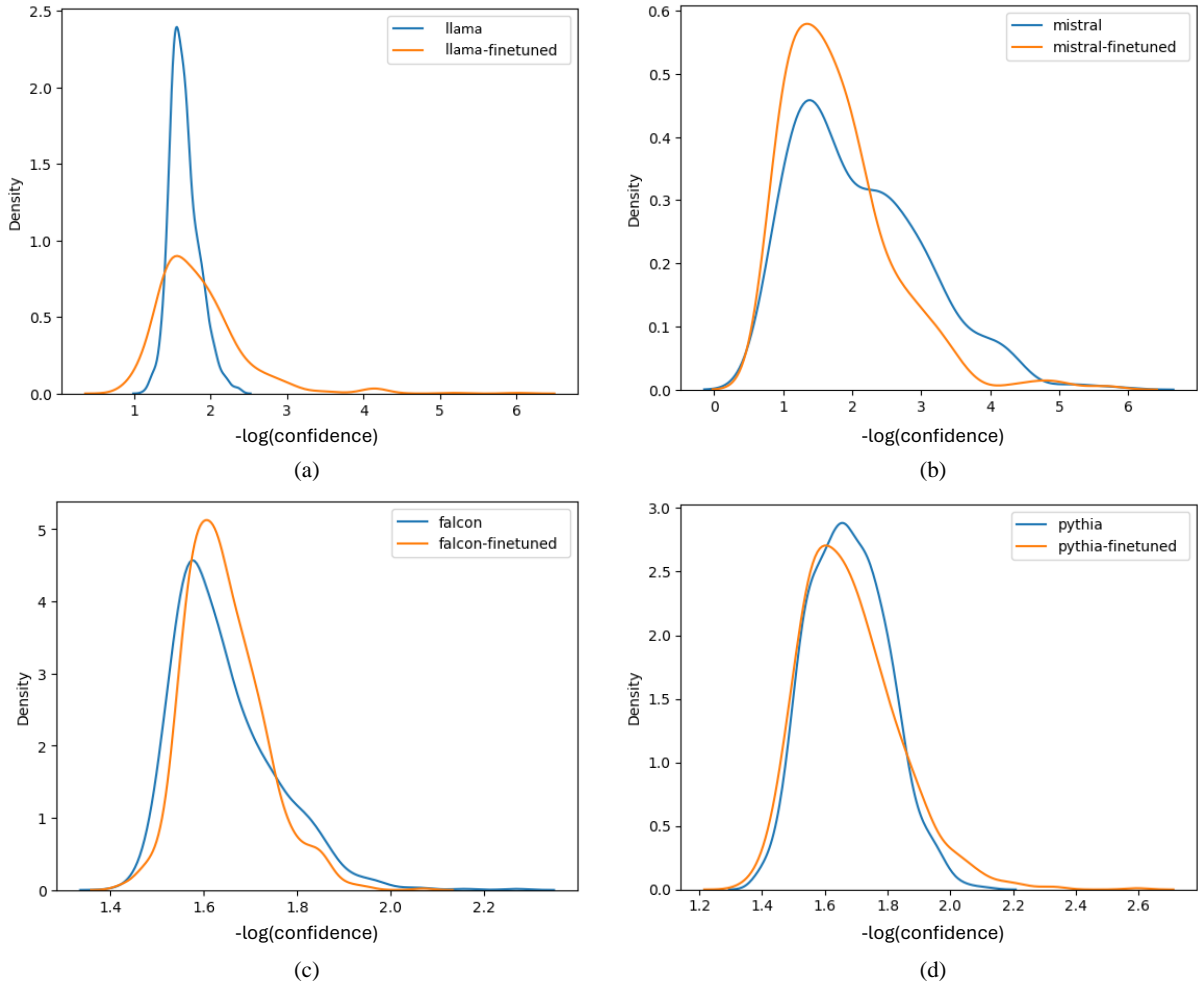 2.5
2.0
1.5
1.0
0.5
0.0
Density
1 2 3 4 5 6
-log(confidence)
llama
llama-finetuned
(a)
0.6
0.5
0.4
0.3
0.2
0.1
0.0
Density
0 1 2 3 4 5 6
-log(confidence)
mistral
mistral-finetuned
(b)
5
4
3
2
1
0
Density
1.4 1.6 1.8 2.0 2.2
-log(confidence)
falcon
falcon-finetuned
(c)
3.0
2.5
2.0
1.5
1.0
0.5
0.0
Density
1.2 1.4 1.6 1.8 2.0 2.2 2.4 2.6
-log(confidence)
pythia
pythia-finetuned
(d)